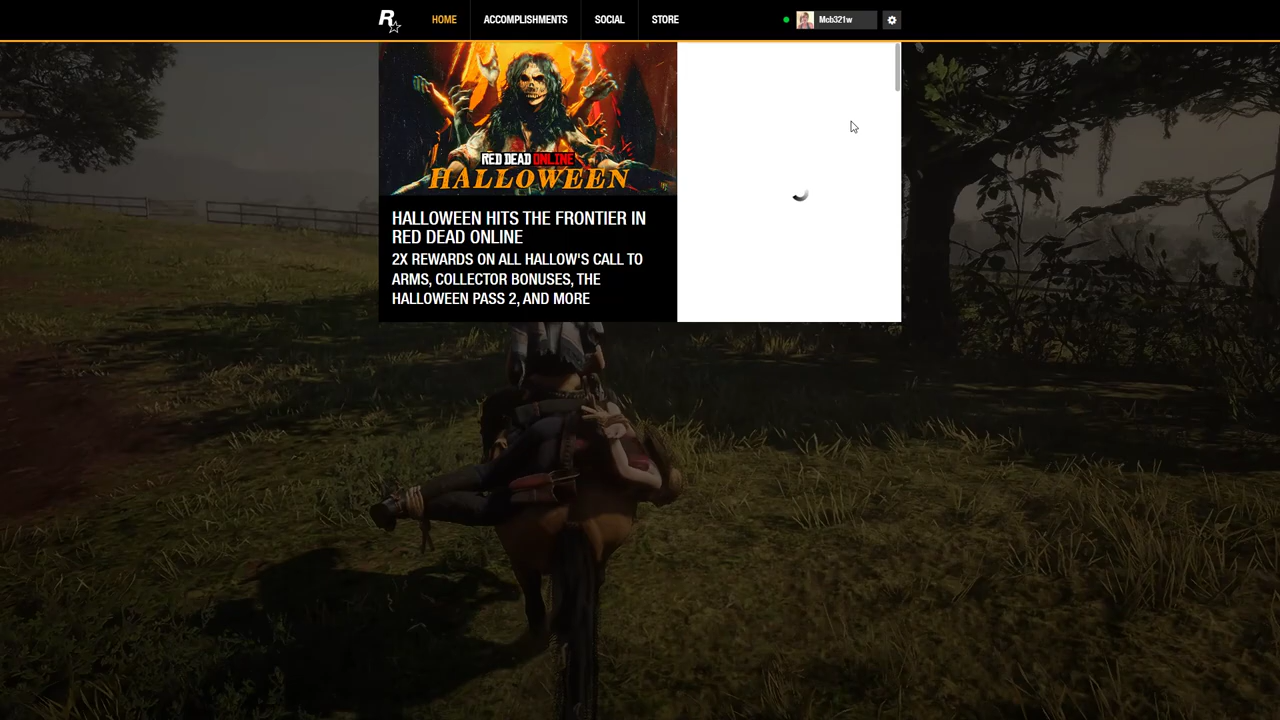 R
HOME
ACCOMPLISHMENTS
SOCIAL
STORE
Mcb321w
RED DEAD ONLINE
HALLOWEEN
HALLOWEEN HITS THE FRONTIER IN
RED DEAD ONLINE
2X REWARDS ON ALL HALLOW'S CALL TO
ARMS, COLLECTOR BONUSES, THE
HALLOWEEN PASS 2, AND MORE